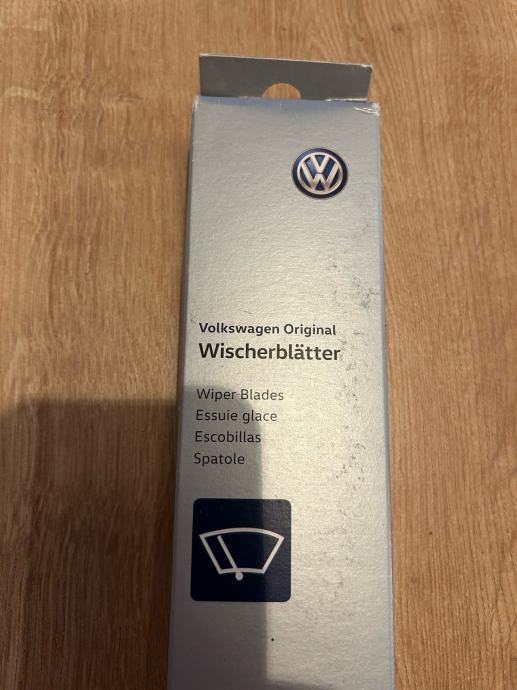 Volkswagen Original
Wischerblätter
Wiper Blades
Essuie glace
Escobillas
Spatole